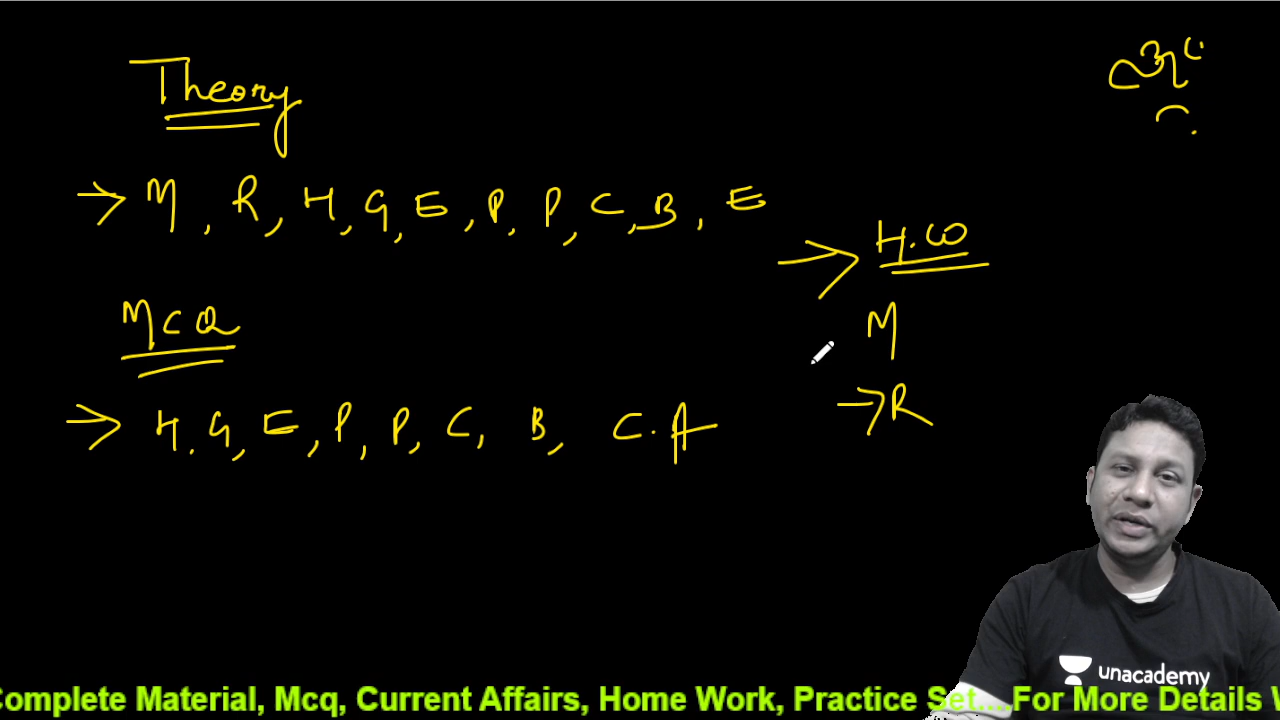 Theory
→ M, R, H, G, E, P, P, C, B, E
MCQ
→ H, G, E, P, P, C, B, C.A
→ H.W
M
→ R
unacademy
Complete Material, Mcq, Current Affairs, Home Work, Practice Set....For More Details W